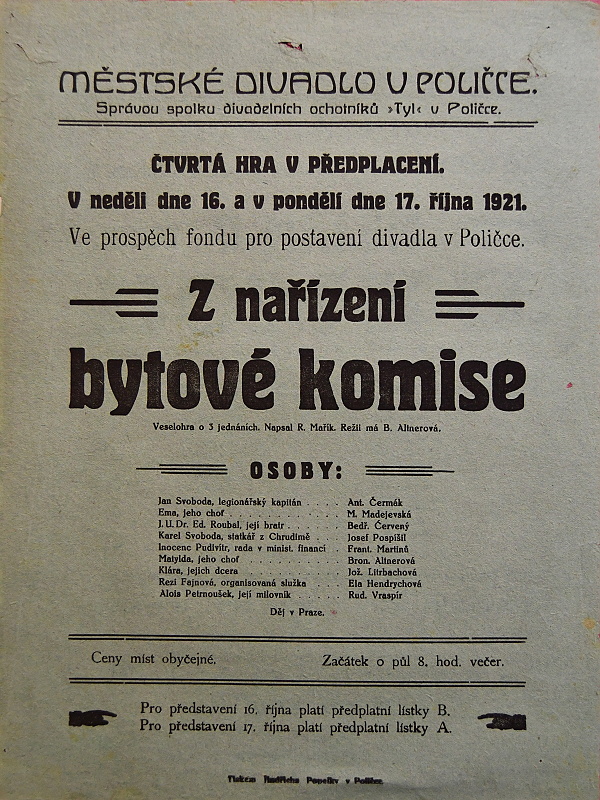 MĚSTSKÉ DIVADLO V POLIČCE.
Správou spolku divadelních ochotníků »Tyl« v Poličce.
ČTVRTÁ HRA V PŘEDPLACENÍ.
V neděli dne 16. a v pondělí dne 17. října 1921.
Ve prospěch fondu pro postavení divadla v Poličce.
Z nařízení
bytové komise
Veselohra o 3 jednáních. Napsal R. Mařík. Režii má B. Altnerová.
OSOBY:
Jan Svoboda, legionářský kapitán . . . . Ant. Čermák
Ema, jeho choť . . . . . . . . . . . . . M. Madejevská
J. U. Dr. Ed. Roubal, její bratr . . . . . . Bedř. Červený
Karel Svoboda, statkář z Chrudimě . . . Josef Pospíšil
Inocenc Pudivítr, rada v minist. financí . Frant. Martinů
Matylda, jeho choť . . . . . . . . . . . Bron. Altnerová
Klára, jejich dcera . . . . . . . . . . . Jož. Litrbachová
Rezi Fajnová, organisovaná služka . . . . Ela Hendrychová
Alois Petrnoušek, její milovník . . . . . Rud. Vraspír
Děj v Praze.
Ceny míst obyčejné. Začátek o půl 8. hod. večer.
Pro představení 16. října platí předplatní lístky B.
Pro představení 17. října platí předplatní lístky A.
Tiskem Jindřicha Popelky v Poličce.